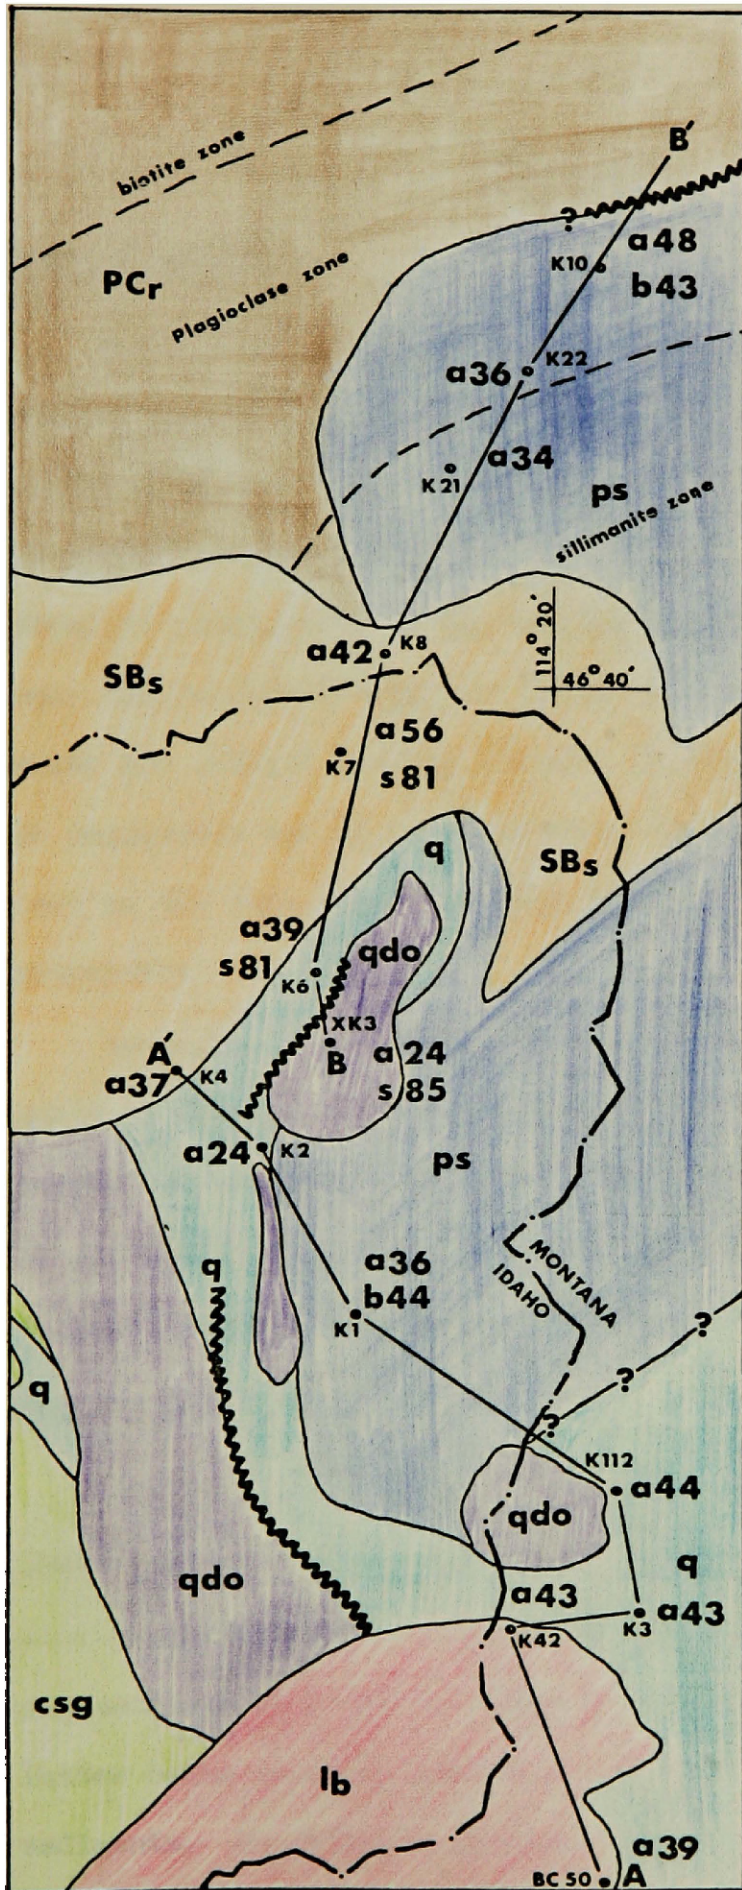 biotite zone
B′
PCr
Plagioclase zone
?
a48
K10
b43
a36
K22
a34
K21
ps
sillimanite zone
114° 20′
46° 40′
a42
K8
SBs
a56
K7
s81
q
SBs
a39
s81
K6
qdo
XK3
B
a24
s85
A′
a37
K4
a24
K2
ps
q
a36
b44
K1
MONTANA
IDAHO
?
?
?
q
K112
a44
qdo
qdo
a43
q
K3
a43
K42
csg
Ib
a39
BC 50
A